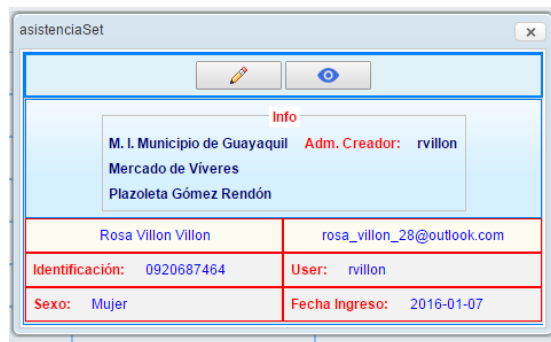 asistenciaSet
Info
M. I. Municipio de Guayaquil Adm. Creador: rvillon
Mercado de Víveres
Plazoleta Gómez Rendón
Rosa Villon Villon rosa_villon_28@outlook.com
Identificación: 0920687464 User: rvillon
Sexo: Mujer Fecha Ingreso: 2016-01-07